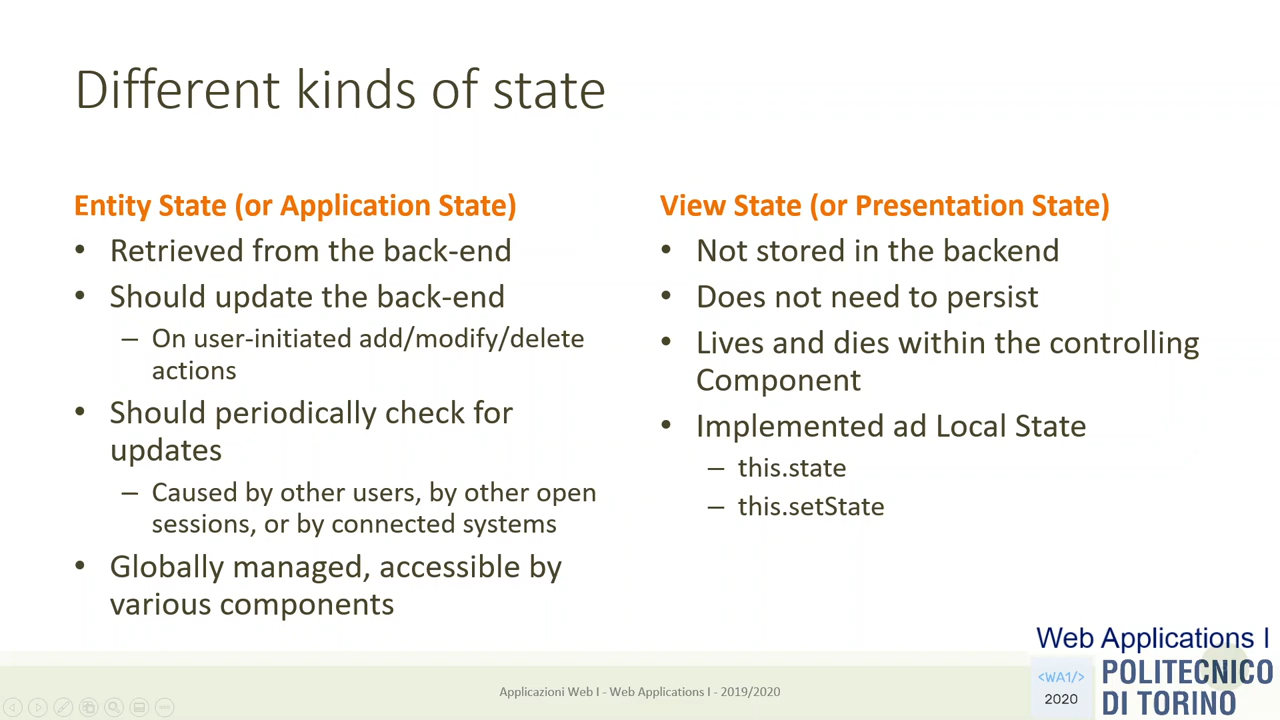 Different kinds of state
Entity State (or Application State)
• Retrieved from the back-end
• Should update the back-end
– On user-initiated add/modify/delete
actions
• Should periodically check for
updates
– Caused by other users, by other open
sessions, or by connected systems
• Globally managed, accessible by
various components
View State (or Presentation State)
• Not stored in the backend
• Does not need to persist
• Lives and dies within the controlling
Component
• Implemented ad Local State
– this.state
– this.setState
Applicazioni Web I - Web Applications I - 2019/2020
Web Applications I
<WA1/>
2020
POLITECNICO
DI TORINO